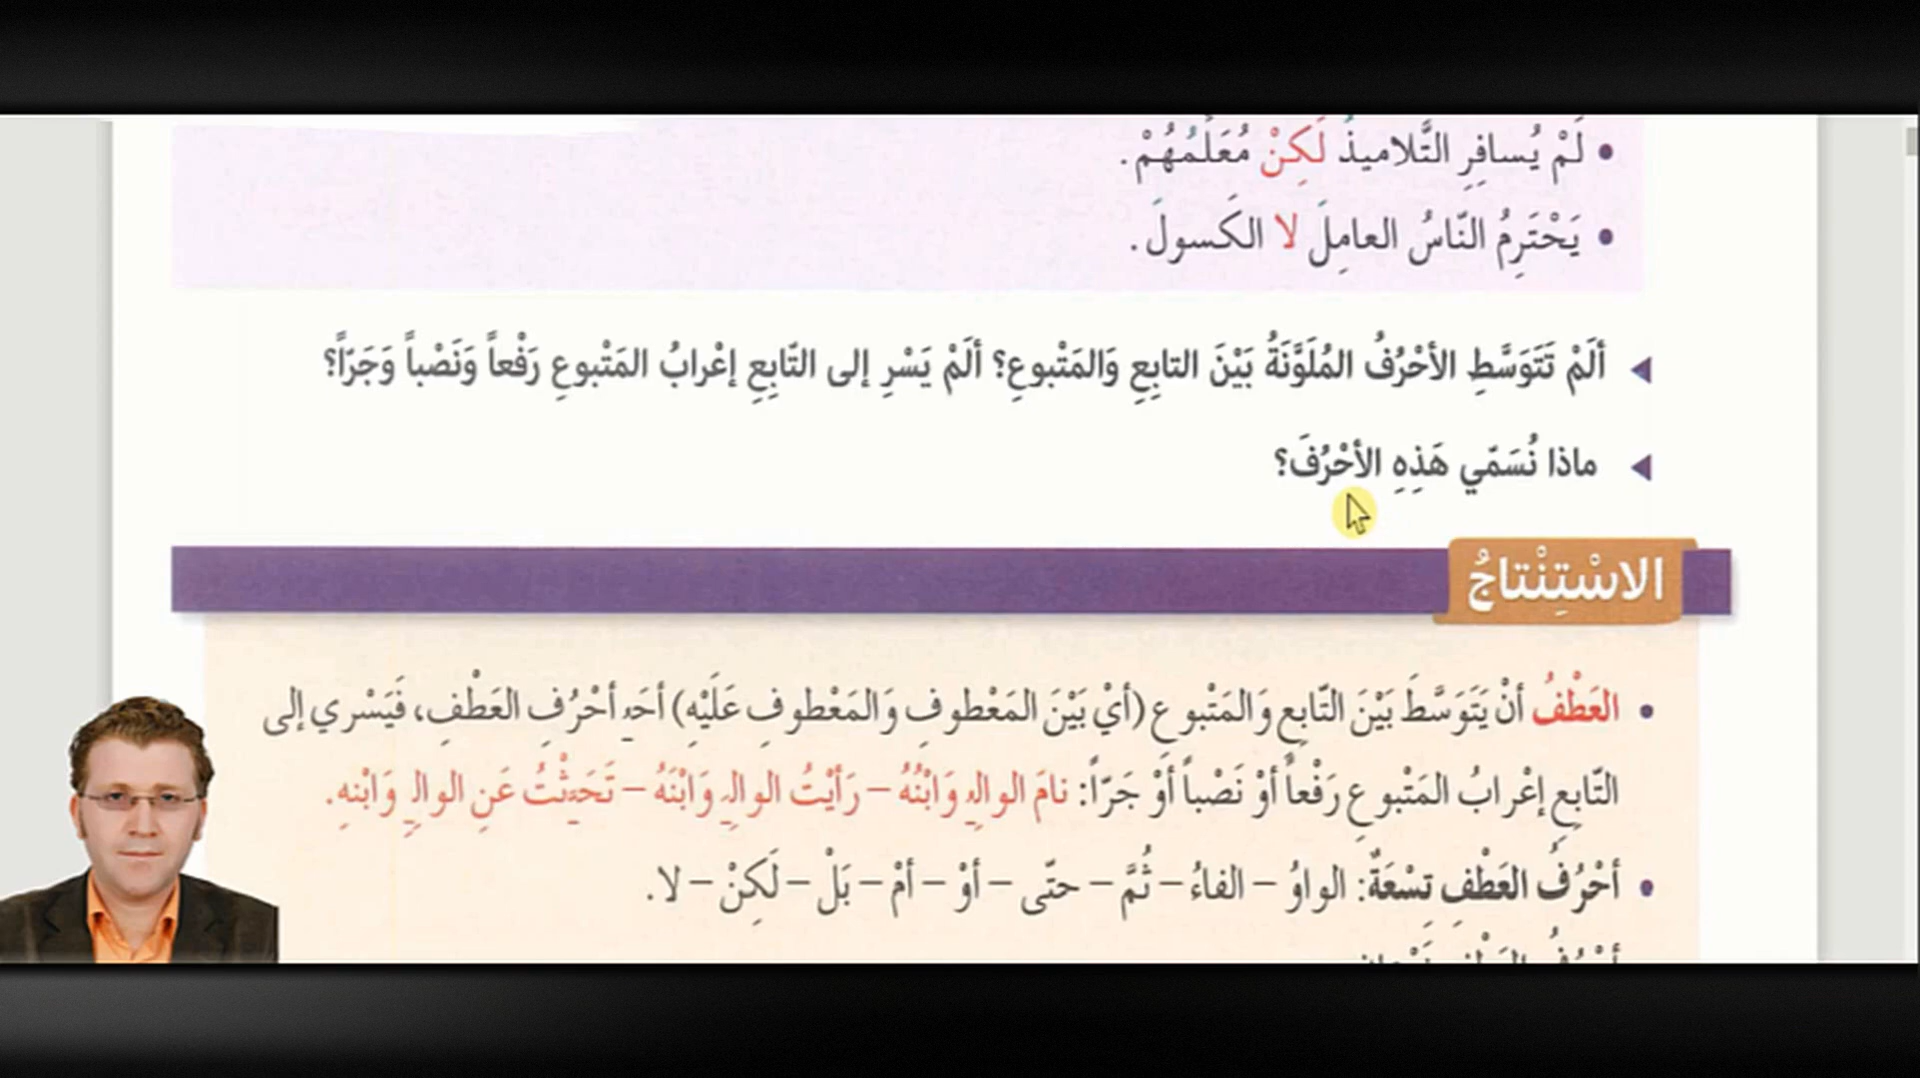 لَمْ يُسافِرِ التَّلاميذُ لَكِنْ مُعَلِّمُهُمْ.
يَحْتَرِمُ النّاسُ العامِلَ لا الكَسولَ.
ألَمْ تَتَوَسَّطِ الأحْرُفُ المُلَوَّنَةُ بَيْنَ التابِعِ وَالمَتْبوعِ؟ ألَمْ يَسْرِ إلى التّابِعِ إعْرابُ المَتْبوعِ رَفْعاً وَنَصْباً وَجَرّاً؟
ماذا نُسَمّي هَذِهِ الأحْرُفَ؟
الاسْتِنْتاجُ
العَطْفُ أنْ يَتَوَسَّطَ بَيْنَ التّابِعِ وَالمَتْبوعِ (أيْ بَيْنَ المَعْطوفِ وَالمَعْطوفِ عَلَيْهِ) أحَدِ أحْرُفِ العَطْفِ، فَيَسْري إلى
التّابِعِ إعْرابُ المَتْبوعِ رَفْعاً أوْ نَصْباً أوْ جَرّاً: نامَ الوالِدُ وَابْنُهُ – رَأيْتُ الوالِدَ وَابْنَهُ – تَحَدَّثْتُ عَنِ الوالِدِ وَابْنِهِ.
أحْرُفُ العَطْفِ تِسْعَةٌ: الواوُ – الفاءُ – ثُمَّ – حتّى – أوْ – أمْ – بَلْ – لَكِنْ – لا.